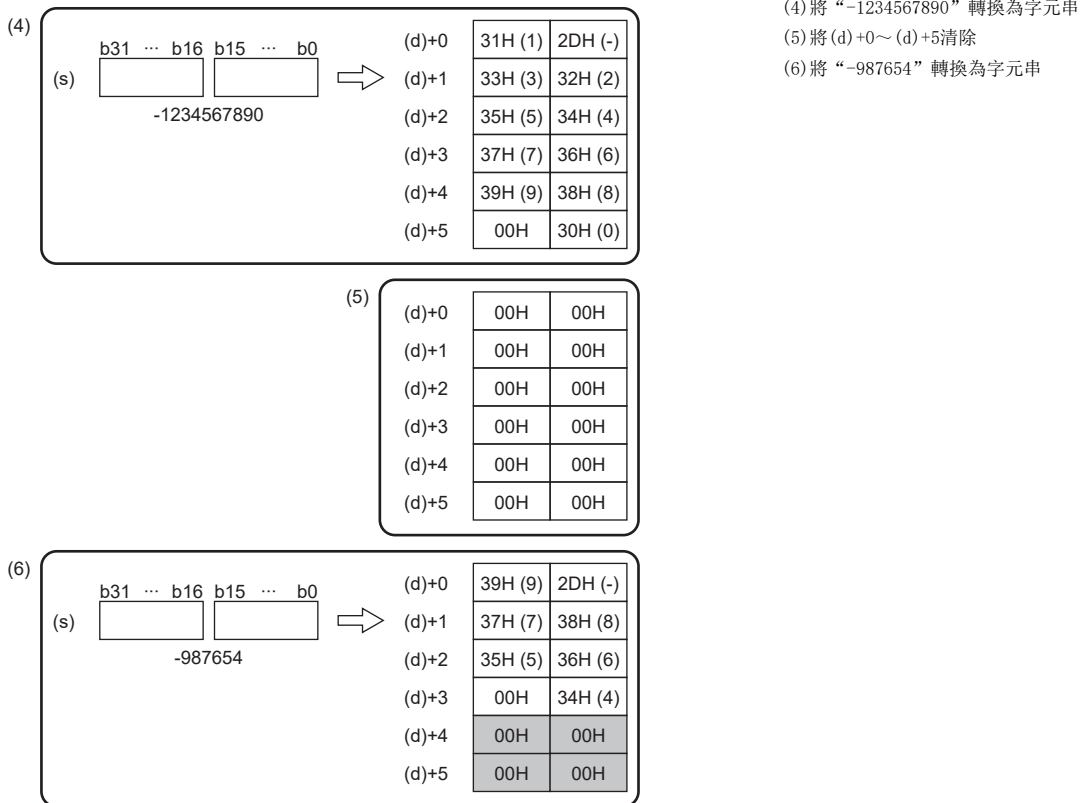 (4)將“-1234567890”轉換為字元串
(5)將(d)+0～(d)+5清除
(6)將“-987654”轉換為字元串
(4)
b31 ··· b16 b15 ··· b0
(s)
-1234567890
(d)+0 31H (1) 2DH (-)
(d)+1 33H (3) 32H (2)
(d)+2 35H (5) 34H (4)
(d)+3 37H (7) 36H (6)
(d)+4 39H (9) 38H (8)
(d)+5 00H 30H (0)
(5)
(d)+0 00H 00H
(d)+1 00H 00H
(d)+2 00H 00H
(d)+3 00H 00H
(d)+4 00H 00H
(d)+5 00H 00H
(6)
b31 ··· b16 b15 ··· b0
(s)
-987654
(d)+0 39H (9) 2DH (-)
(d)+1 37H (7) 38H (8)
(d)+2 35H (5) 36H (6)
(d)+3 00H 34H (4)
(d)+4 00H 00H
(d)+5 00H 00H